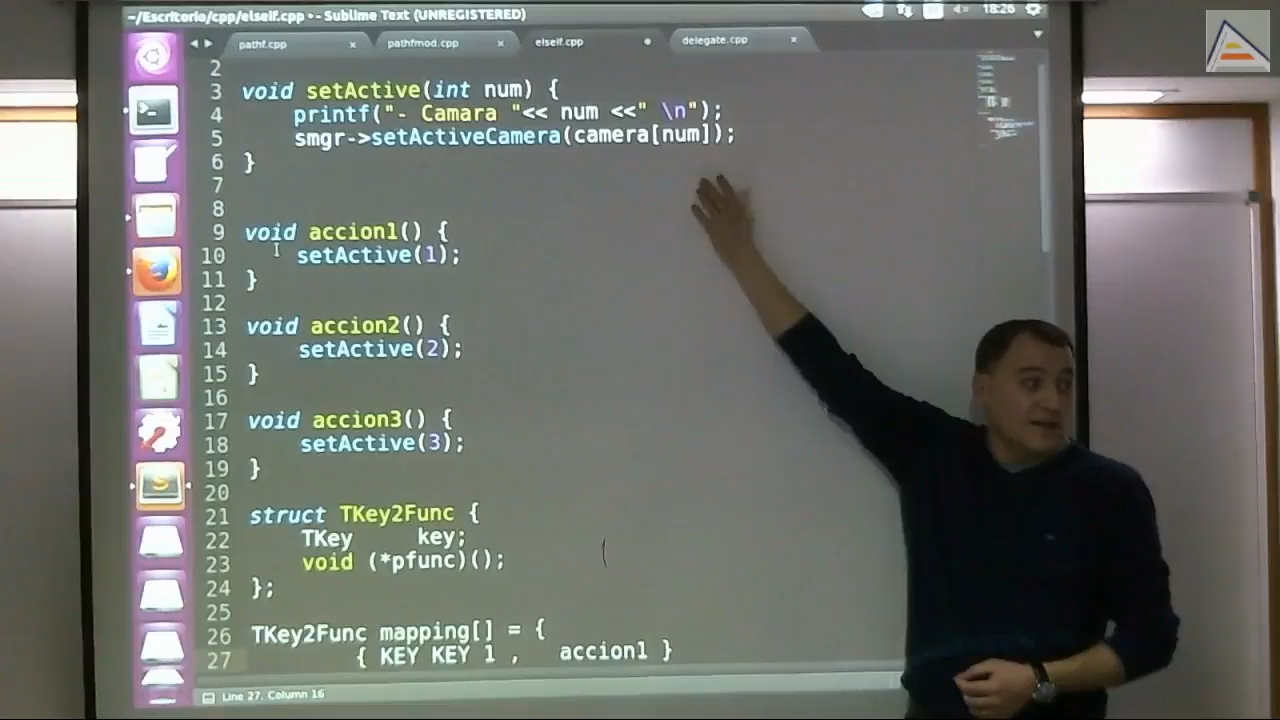 ~/Escritorio/cpp/elseif.cpp •- Sublime Text (UNREGISTERED)
18:26
pathf.cpp × pathfmod.cpp × elseif.cpp • delegate.cpp ×
2
3 void setActive(int num) {
4 printf("- Camara "<< num <<" \n");
5 smgr->setActiveCamera(camera[num]);
6 }
7
8
9 void accion1() {
10 setActive(1);
11 }
12
13 void accion2() {
14 setActive(2);
15 }
16
17 void accion3() {
18 setActive(3);
19 }
20
21 struct TKey2Func {
22 TKey key;
23 void (*pfunc)();
24 };
25
26 TKey2Func mapping[] = {
27 { KEY KEY 1 , accion1 }
Line 27, Column 16